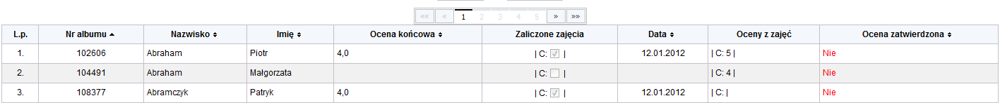 «« « 1 2 3 4 5 » »»
L.p. Nr albumu Nazwisko Imię Ocena końcowa Zaliczone zajęcia Data Oceny z zajęć Ocena zatwierdzona
1. 102606 Abraham Piotr 4,0 | C: | 12.01.2012 | C: 5 | Nie
2. 104491 Abraham Małgorzata | C: | | C: 4 | Nie
3. 108377 Abramczyk Patryk 4,0 | C: | 12.01.2012 | C: | Nie